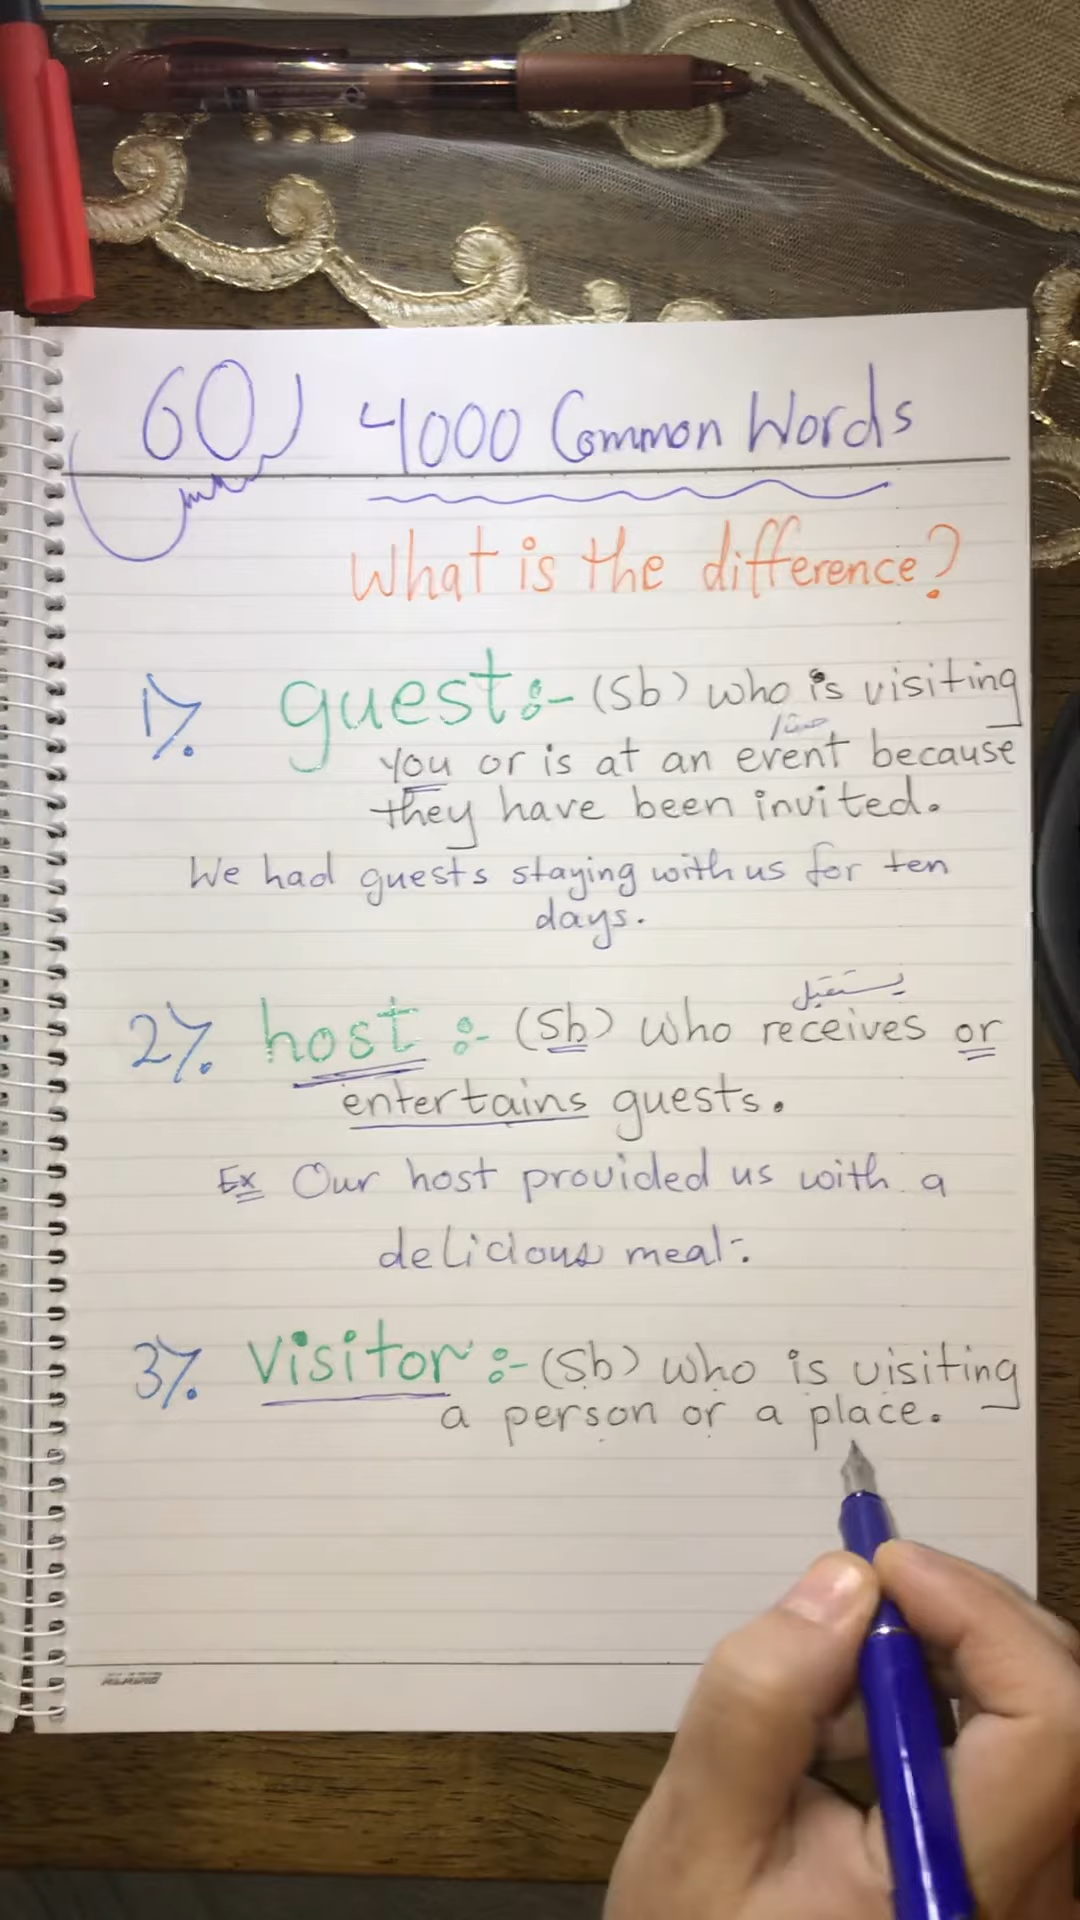 60) 4000 Common Words
What is the difference?
1% guest:- (Sb) who is visiting
you or is at an event because
they have been invited.
We had guests staying with us for ten
days.
يستقبل
2% host :- (Sb) who receives or
entertains guests.
Ex Our host provided us with a
delicious meal.
3% Visitor :- (Sb) who is visiting
a person or a place.